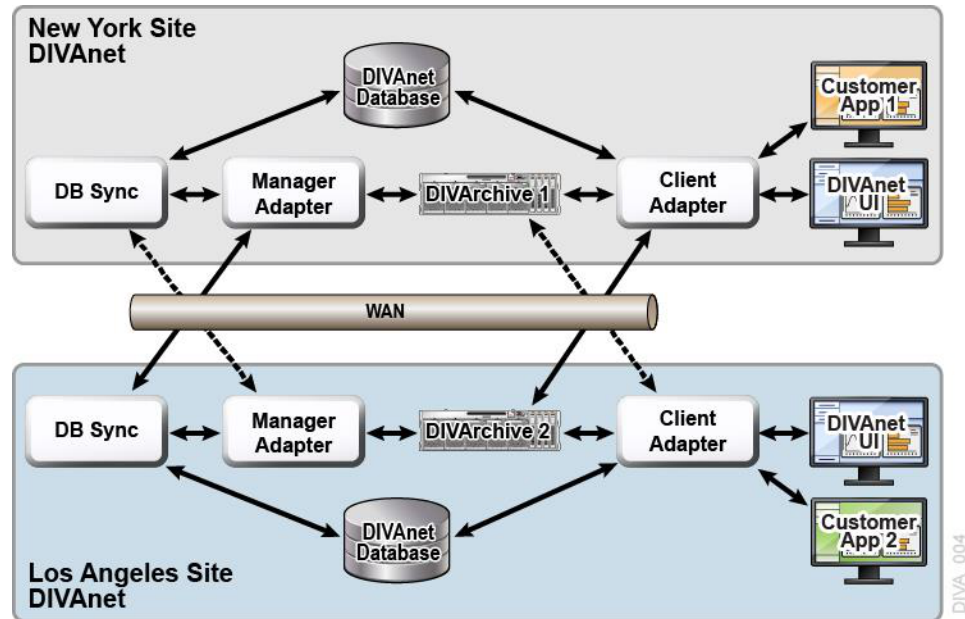 New York Site
DIVAnet
DIVAnet
Database
Customer
App 1
DB Sync
Manager
Adapter
DIVArchive 1
Client
Adapter
DIVAnet
UI
WAN
DB Sync
Manager
Adapter
DIVArchive 2
Client
Adapter
DIVAnet
UI
DIVAnet
Database
Customer
App 2
Los Angeles Site
DIVAnet
DIVA_004